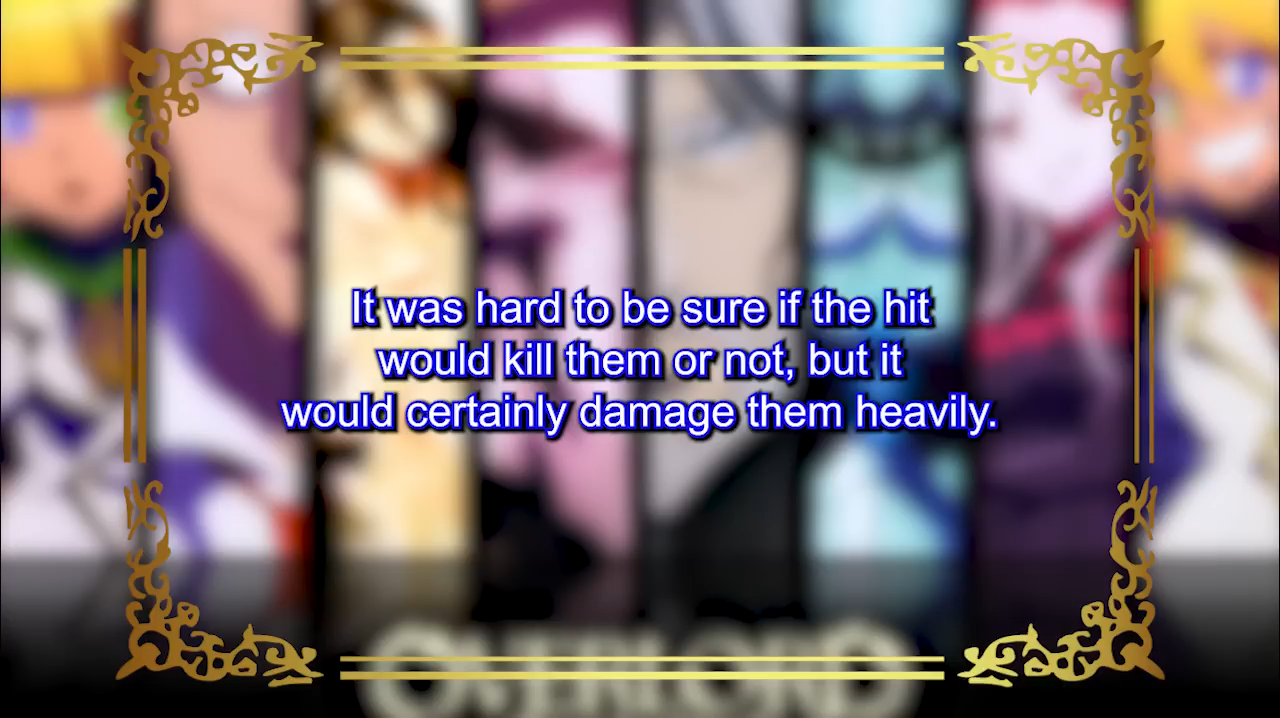 It was hard to be sure if the hit
would kill them or not, but it
would certainly damage them heavily.
OVERLORD